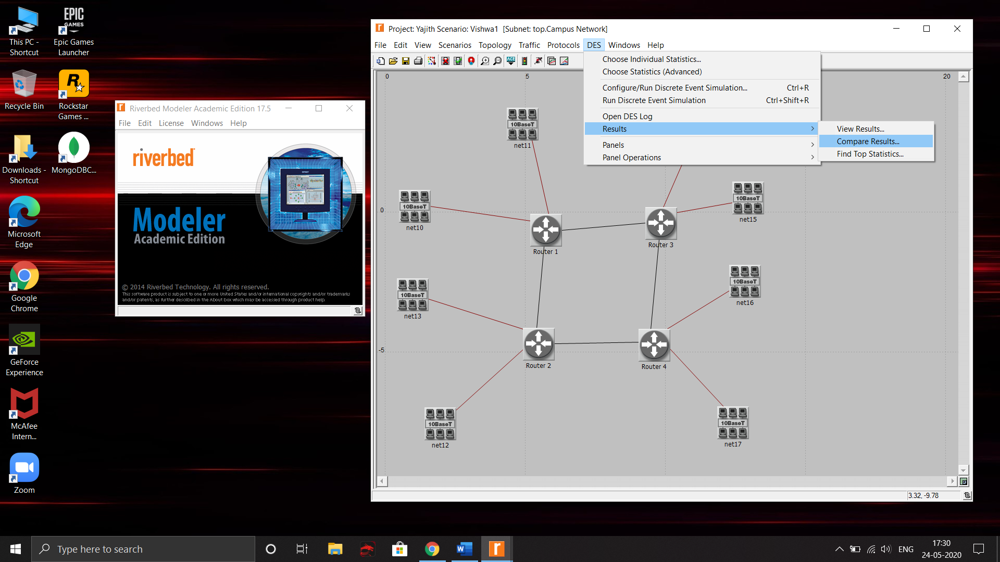 This PC -
Shortcut
EPIC
GAMES
Epic Games
Launcher
Recycle Bin
R
Rockstar
Games ...
Downloads -
Shortcut
MongoDBC...
Microsoft
Edge
Google
Chrome
GeForce
Experience
McAfee
Intern...
Zoom
Riverbed Modeler Academic Edition 17.5
File Edit License Windows Help
riverbed
Modeler
Academic Edition
© 2014 Riverbed Technology. All rights reserved.
This software product is subject to one or more United States and/or international copyrights and/or trademarks
and/or patents, as further described in the About box which may be accessed through product help.
Project: Yajith Scenario: Vishwa1 [Subnet: top.Campus Network]
File Edit View Scenarios Topology Traffic Protocols DES Windows Help
ACE
Choose Individual Statistics...
Choose Statistics (Advanced)
Configure/Run Discrete Event Simulation... Ctrl+R
Run Discrete Event Simulation Ctrl+Shift+R
Open DES Log
Results
Panels
Panel Operations
View Results...
Compare Results...
Find Top Statistics...
0 5 20
0
-5
10BaseT
net11
10BaseT
net10
10BaseT
net15
Router 1
Router 3
10BaseT
net16
10BaseT
net13
Router 2
Router 4
10BaseT
net12
10BaseT
net17
3.32, -9.78
Type here to search
W
r
ENG
17:30
24-05-2020